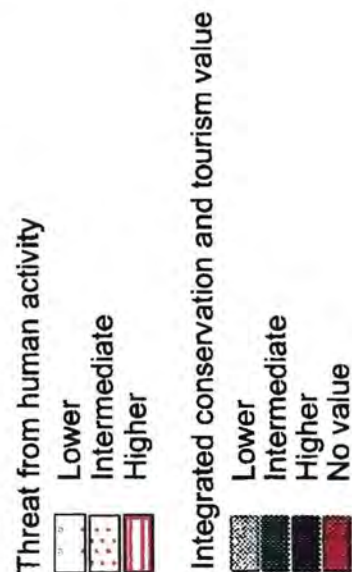 Threat from human activity
Lower
Intermediate
Higher
Integrated conservation and tourism value
Lower
Intermediate
Higher
No value